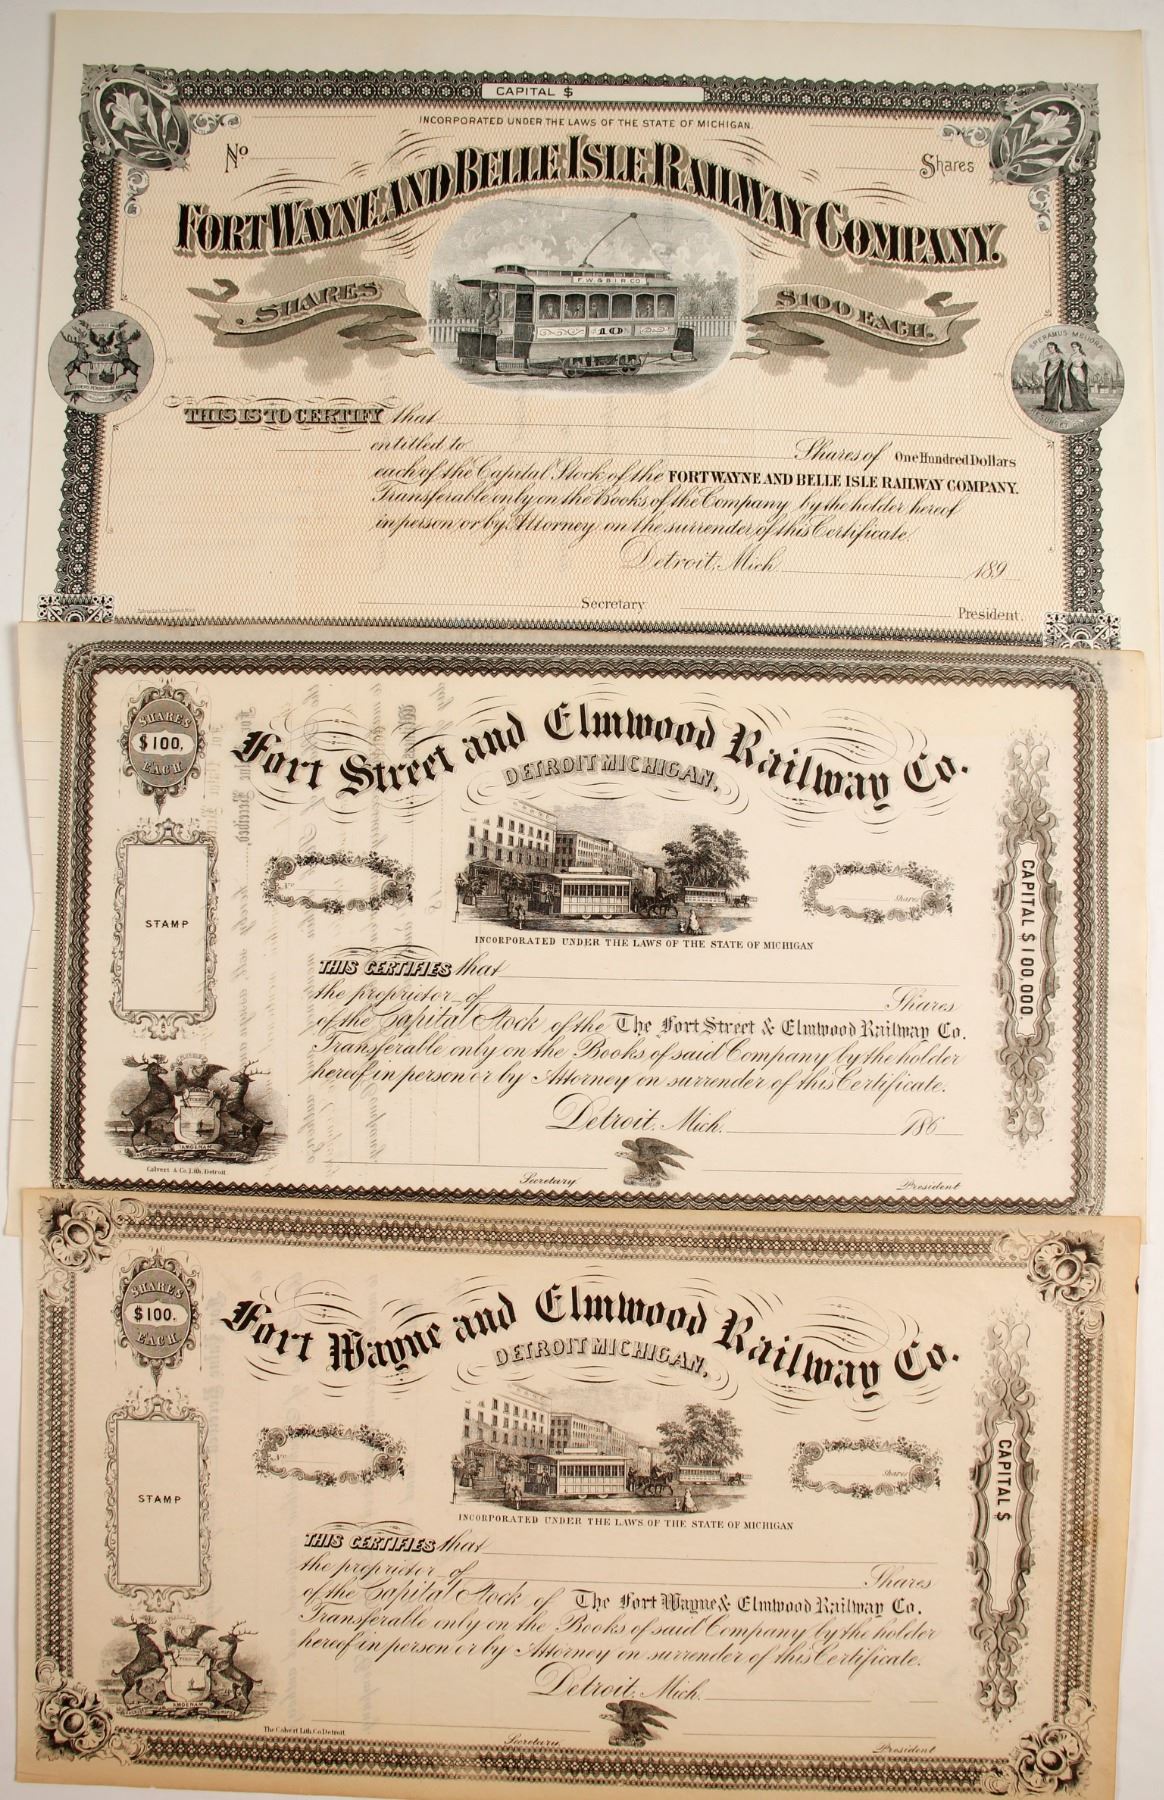 CAPITAL $
INCORPORATED UNDER THE LAWS OF THE STATE OF MICHIGAN.
No
Shares
FORT WAYNE AND BELLE ISLE RAILWAY COMPANY.
F.W. & B.I.R.CO
10
SHARES
$100 EACH.
SPERAMUS MELIORA
THIS IS TO CERTIFY that
entitled to Shares of One Hundred Dollars
each of the Capital Stock of the FORT WAYNE AND BELLE ISLE RAILWAY COMPANY.
Transferable only on the Books of the Company by the holder hereof
in person or by Attorney on the surrender of this Certificate.
Detroit, Mich. 189
Secretary President.
SHARES
$100,
EACH
Fort Street and Elmwood Railway Co.
DETROIT MICHIGAN,
STAMP
No
Shares
CAPITAL $100,000
INCORPORATED UNDER THE LAWS OF THE STATE OF MICHIGAN
THIS CERTIFIES that
the proprietor of Shares
of the Capital Stock of the The Fort Street & Elmwood Railway Co.
Transferable only on the Books of said Company by the holder
hereof in person or by Attorney on surrender of this Certificate.
Detroit, Mich. 186
Calvert & Co. Lith. Detroit
Secretary. President
SHARES
$100.
EACH
Fort Wayne and Elmwood Railway Co.
DETROIT MICHIGAN,
STAMP
No
Shares
CAPITAL $
INCORPORATED UNDER THE LAWS OF THE STATE OF MICHIGAN
THIS CERTIFIES that
the proprietor of Shares
of the Capital Stock of The Fort Wayne & Elmwood Railway Co.
Transferable only on the Books of said Company by the holder
hereof in person or by Attorney on surrender of this Certificate.
Detroit, Mich.
The Calvert Lith. Co Detroit
Secretary. President